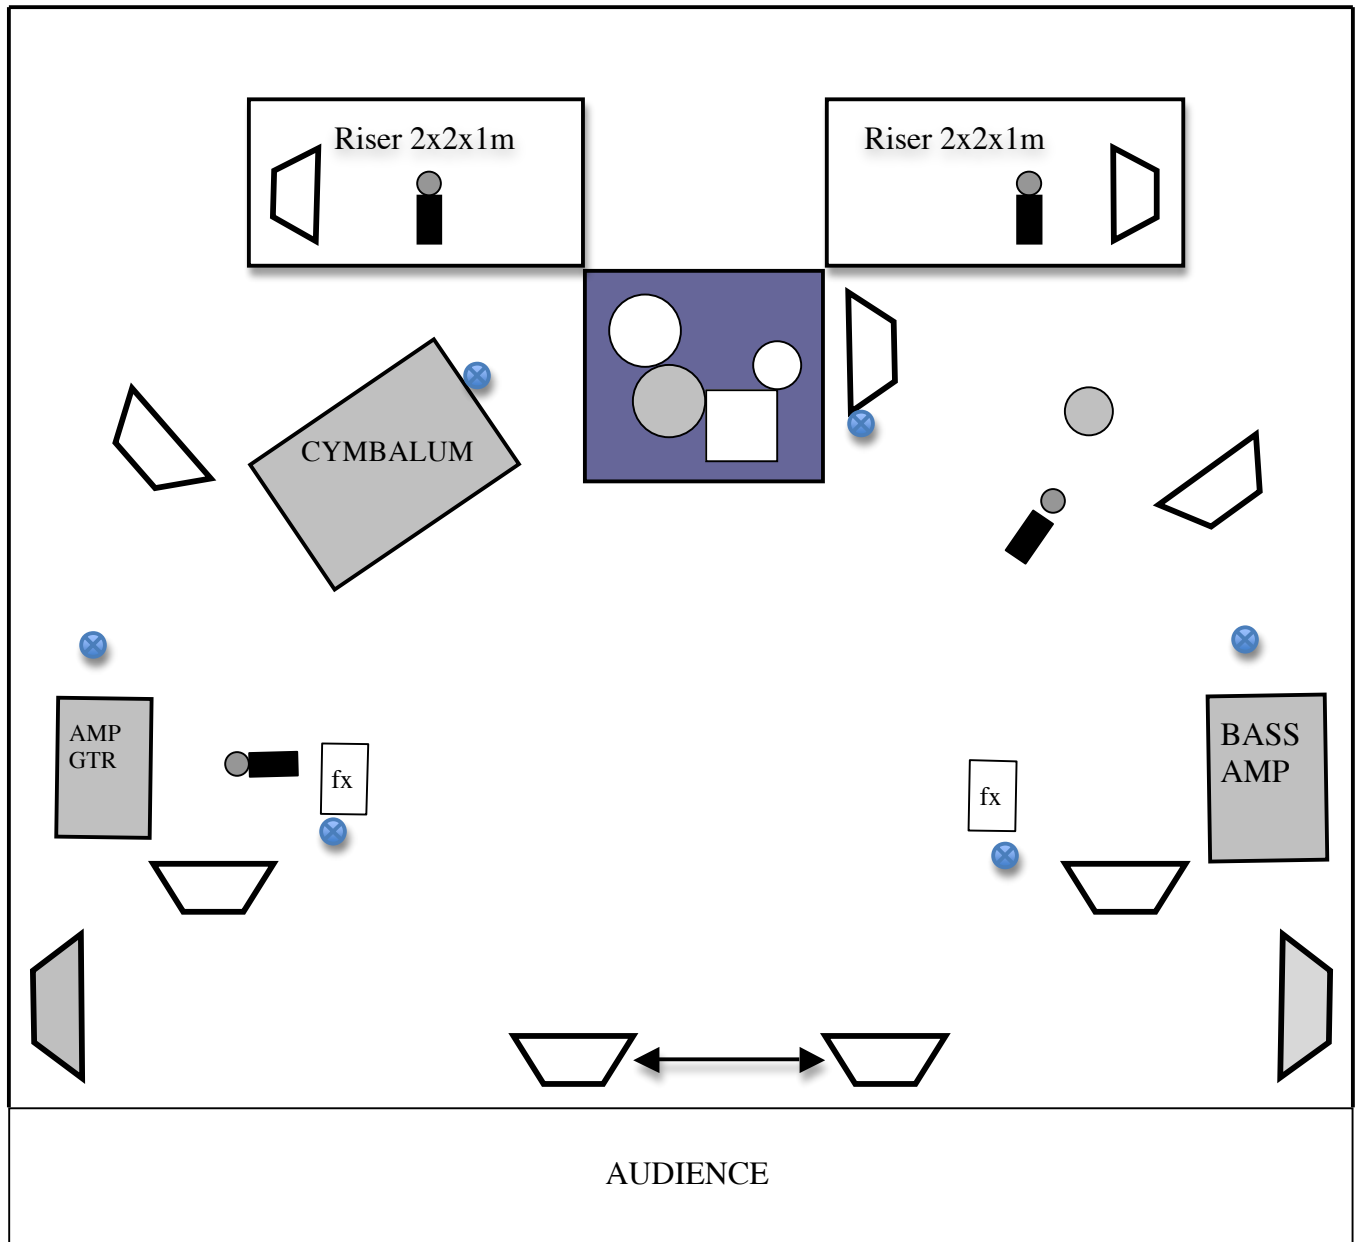 Riser 2x2x1m
Riser 2x2x1m
CYMBALUM
AMP
GTR
fx
fx
BASS
AMP
AUDIENCE